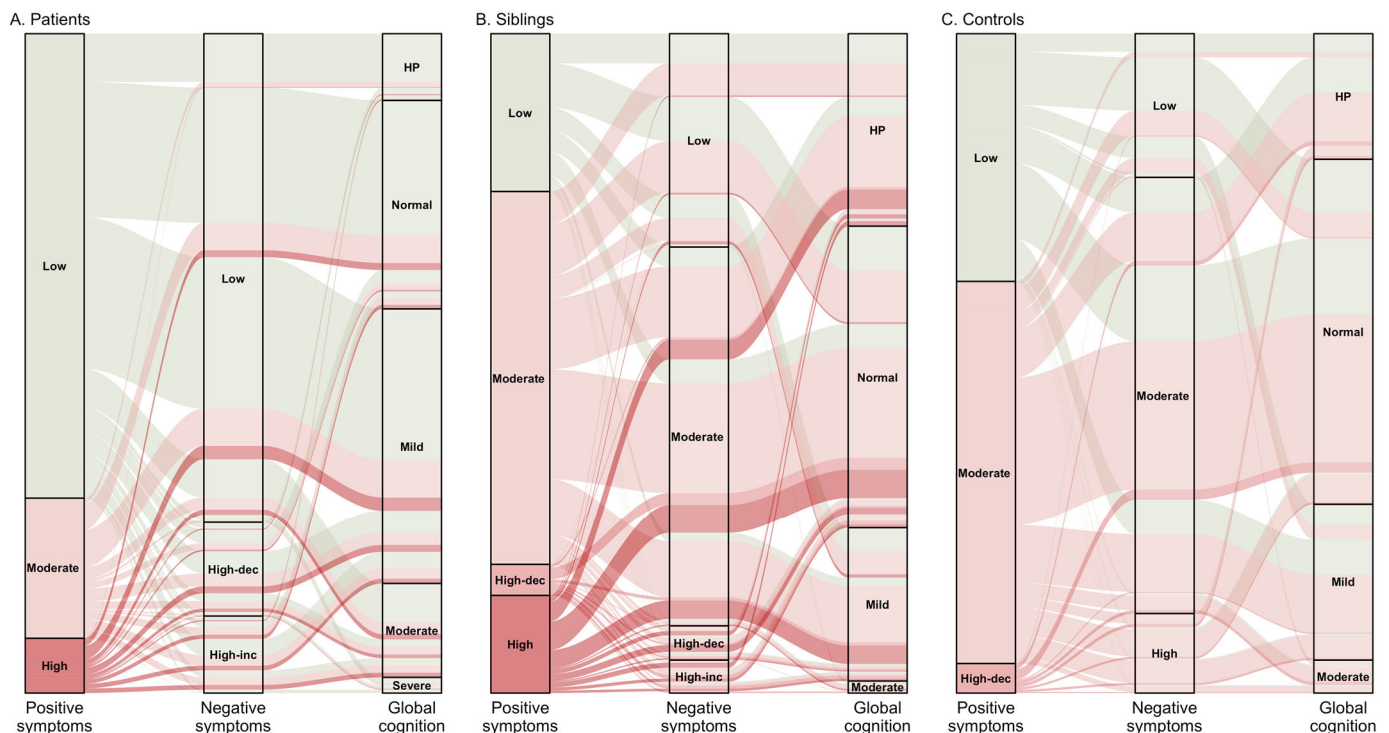 A. Patients
Low
Moderate
High
Low
High-dec
High-inc
HP
Normal
Mild
Moderate
Severe
Positive
symptoms
Negative
symptoms
Global
cognition
B. Siblings
Low
Moderate
High-dec
High
Low
Moderate
High-dec
High-inc
HP
Normal
Mild
Moderate
Positive
symptoms
Negative
symptoms
Global
cognition
C. Controls
Low
Moderate
High-dec
Low
Moderate
High
HP
Normal
Mild
Moderate
Positive
symptoms
Negative
symptoms
Global
cognition